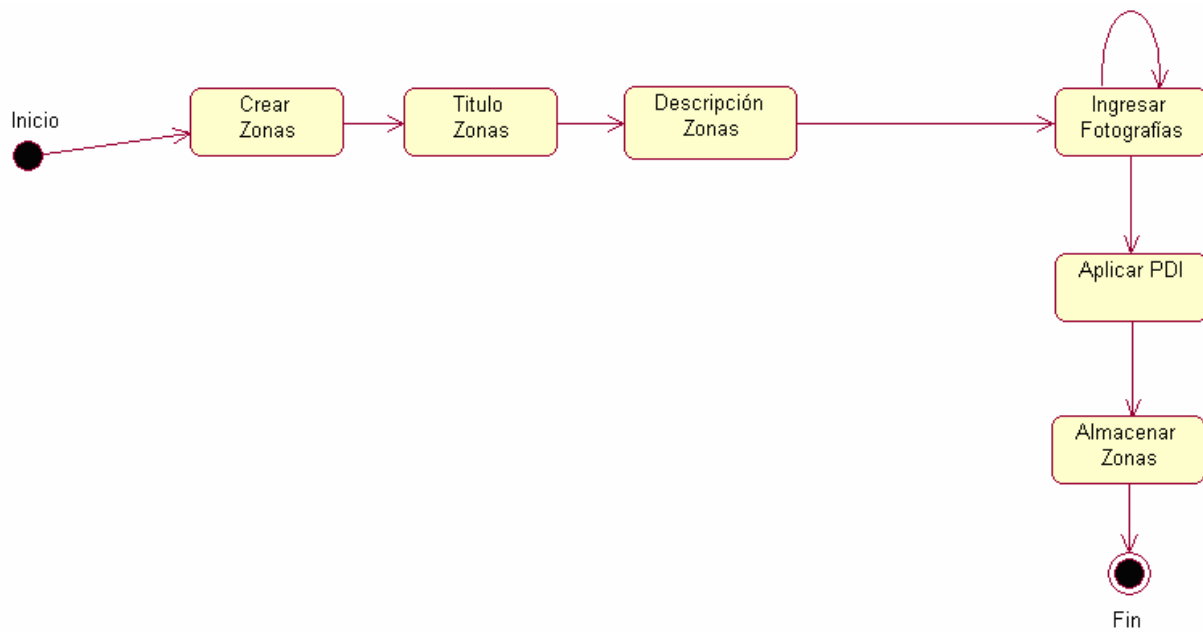 Inicio
Crear
Zonas
Titulo
Zonas
Descripción
Zonas
Ingresar
Fotografías
Aplicar PDI
Almacenar
Zonas
Fin